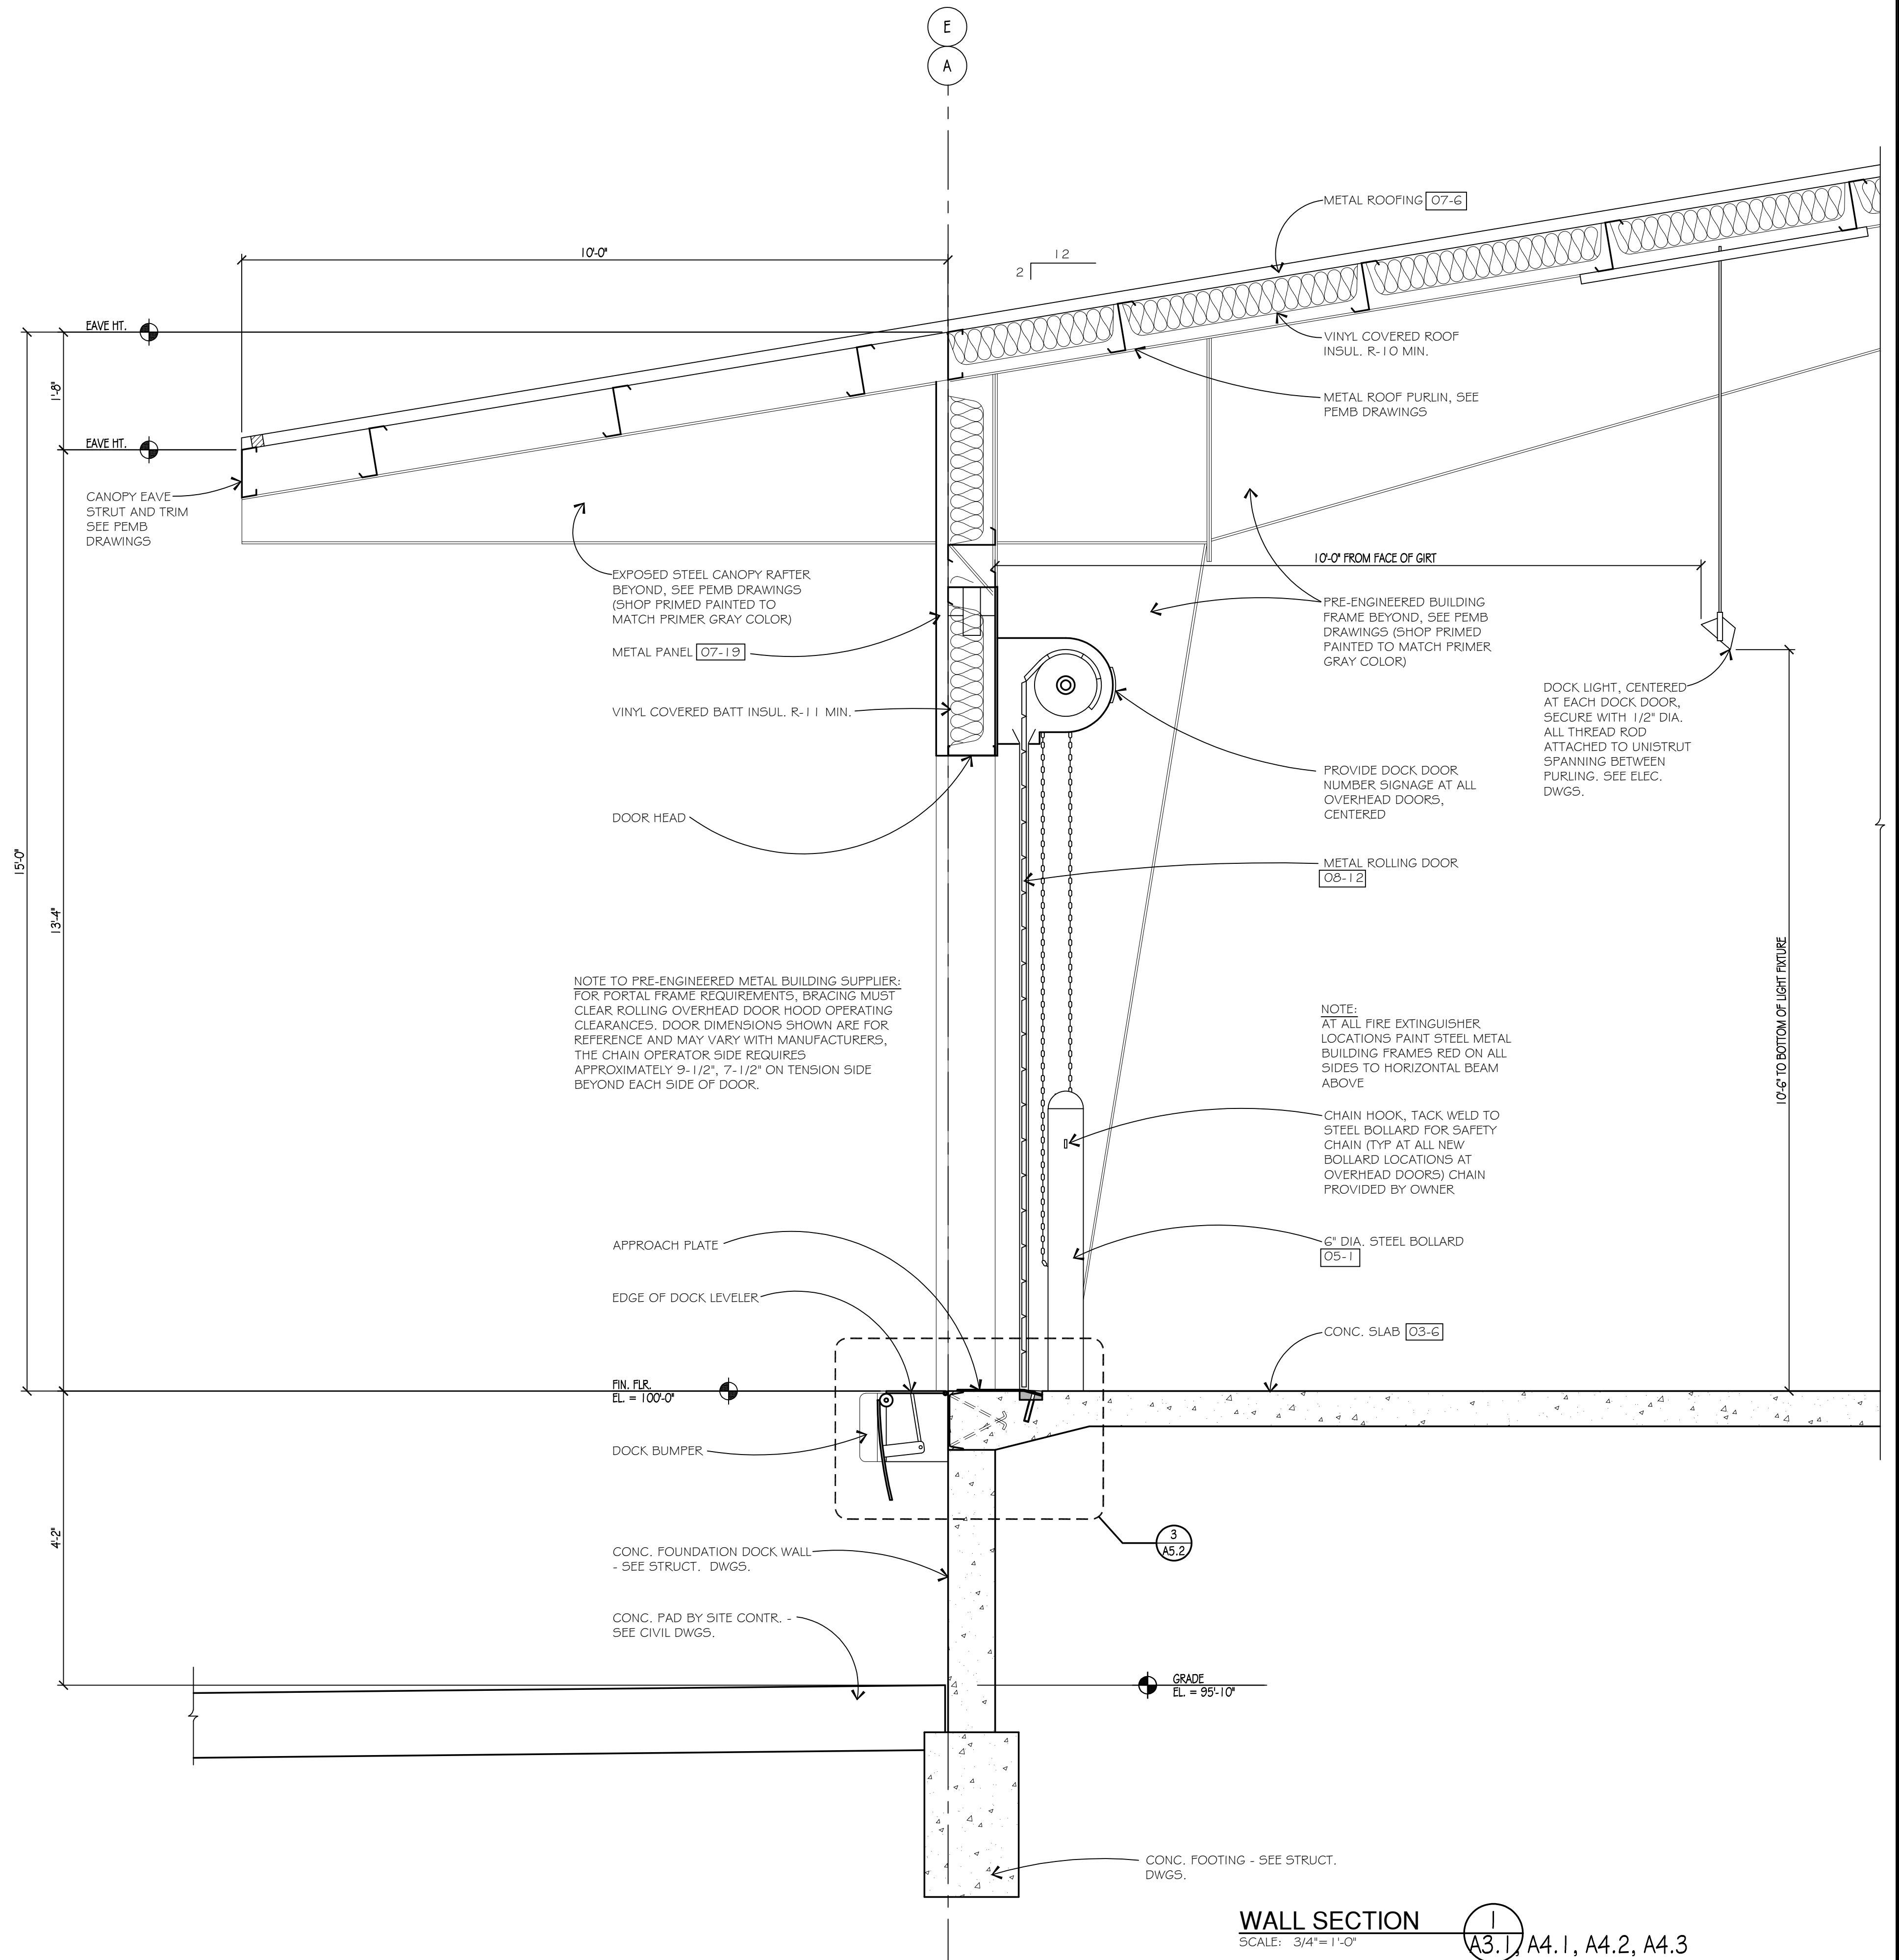 E
A
METAL ROOFING 07-6
10'-0"
12
2
EAVE HT.
VINYL COVERED ROOF
INSUL. R-10 MIN.
1'-8"
METAL ROOF PURLIN, SEE
PEMB DRAWINGS
EAVE HT.
CANOPY EAVE
STRUT AND TRIM
SEE PEMB
DRAWINGS
10'-0" FROM FACE OF GIRT
EXPOSED STEEL CANOPY RAFTER
BEYOND, SEE PEMB DRAWINGS
(SHOP PRIMED PAINTED TO
MATCH PRIMER GRAY COLOR)
PRE-ENGINEERED BUILDING
FRAME BEYOND, SEE PEMB
DRAWINGS (SHOP PRIMED
PAINTED TO MATCH PRIMER
GRAY COLOR)
METAL PANEL 07-19
VINYL COVERED BATT INSUL. R-11 MIN.
DOCK LIGHT, CENTERED
AT EACH DOCK DOOR,
SECURE WITH 1/2" DIA.
ALL THREAD ROD
ATTACHED TO UNISTRUT
SPANNING BETWEEN
PURLING. SEE ELEC.
DWGS.
PROVIDE DOCK DOOR
NUMBER SIGNAGE AT ALL
OVERHEAD DOORS,
CENTERED
DOOR HEAD
METAL ROLLING DOOR
08-12
15'-0"
13'-4"
NOTE TO PRE-ENGINEERED METAL BUILDING SUPPLIER:
FOR PORTAL FRAME REQUIREMENTS, BRACING MUST
CLEAR ROLLING OVERHEAD DOOR HOOD OPERATING
CLEARANCES. DOOR DIMENSIONS SHOWN ARE FOR
REFERENCE AND MAY VARY WITH MANUFACTURERS,
THE CHAIN OPERATOR SIDE REQUIRES
APPROXIMATELY 9-1/2", 7-1/2" ON TENSION SIDE
BEYOND EACH SIDE OF DOOR.
10'-6" TO BOTTOM OF LIGHT FIXTURE
NOTE:
AT ALL FIRE EXTINGUISHER
LOCATIONS PAINT STEEL METAL
BUILDING FRAMES RED ON ALL
SIDES TO HORIZONTAL BEAM
ABOVE
CHAIN HOOK, TACK WELD TO
STEEL BOLLARD FOR SAFETY
CHAIN (TYP AT ALL NEW
BOLLARD LOCATIONS AT
OVERHEAD DOORS) CHAIN
PROVIDED BY OWNER
APPROACH PLATE
6" DIA. STEEL BOLLARD
05-1
EDGE OF DOCK LEVELER
CONC. SLAB 03-6
FIN. FLR.
EL. = 100'-0"
DOCK BUMPER
4'-2"
3
A5.2
CONC. FOUNDATION DOCK WALL
- SEE STRUCT. DWGS.
CONC. PAD BY SITE CONTR. -
SEE CIVIL DWGS.
GRADE
EL. = 95'-10"
CONC. FOOTING - SEE STRUCT.
DWGS.
WALL SECTION
SCALE: 3/4"=1'-0"
1
A3.1, A4.1, A4.2, A4.3